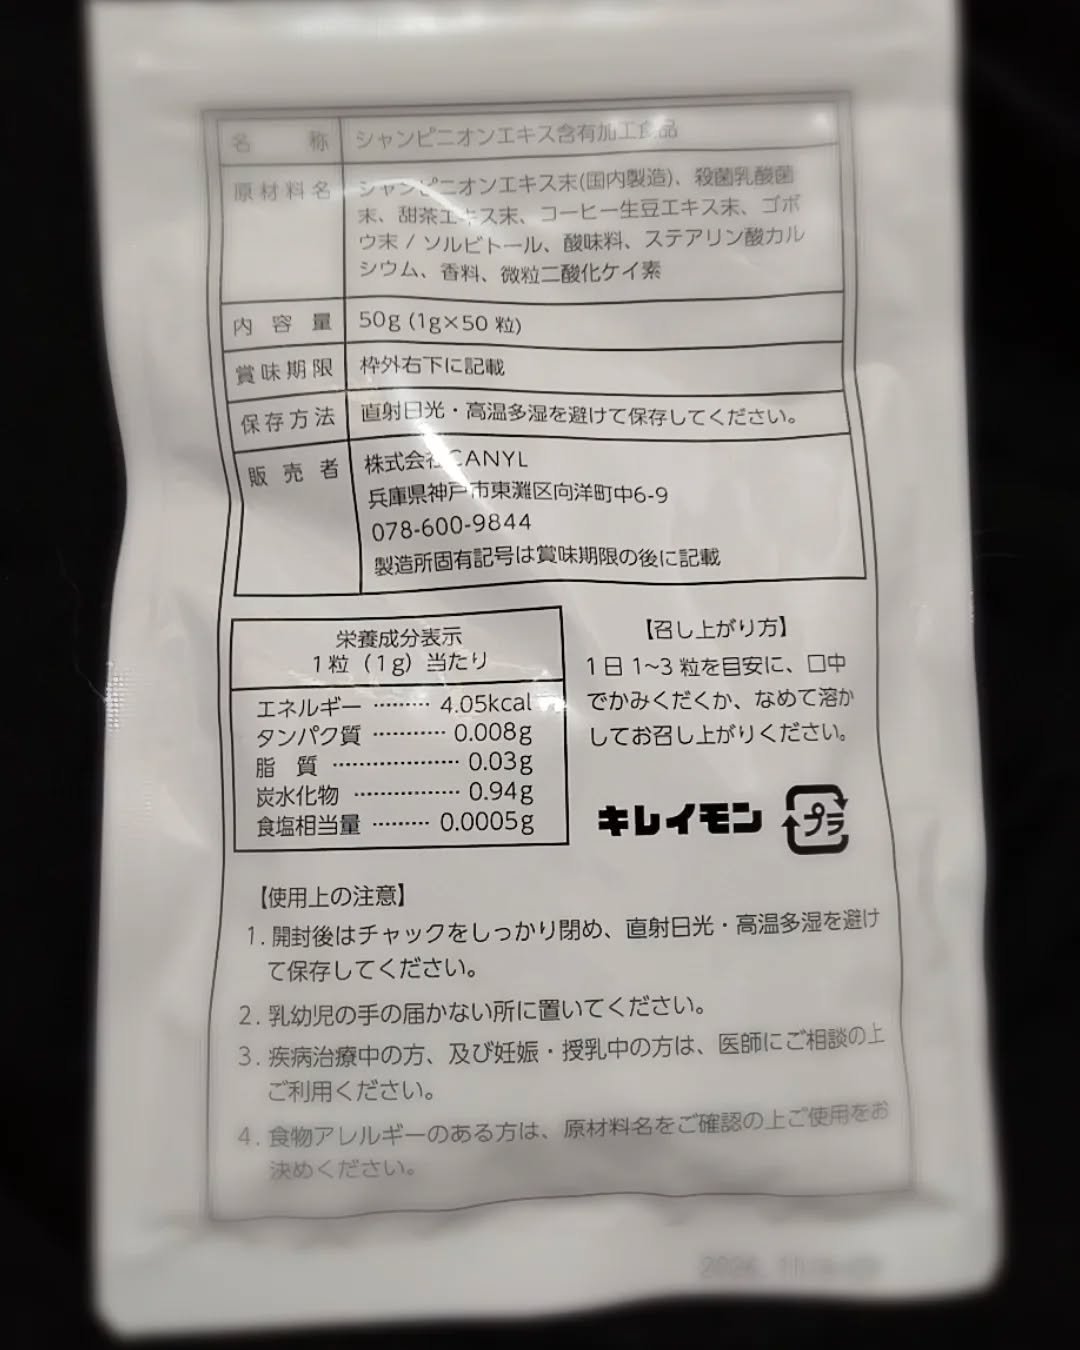 名称 シャンピニオンエキス含有加工食品
原材料名 シャンピニオンエキス末(国内製造)、殺菌乳酸菌
末、甜茶エキス末、コーヒー生豆エキス末、ゴボ
ウ末 / ソルビトール、酸味料、ステアリン酸カル
シウム、香料、微粒二酸化ケイ素
内容量 50g (1g×50 粒)
賞味期限 枠外右下に記載
保存方法 直射日光・高温多湿を避けて保存してください。
販売者 株式会社CANYL
兵庫県神戸市東灘区向洋町中6-9
078-600-9844
製造所固有記号は賞味期限の後に記載
栄養成分表示
1粒(1g)当たり
エネルギー ········· 4.05kcal
タンパク質 ··········· 0.008g
脂質 ··················· 0.03g
炭水化物 ················ 0.94g
食塩相当量 ········· 0.0005g
【召し上がり方】
1日1~3 粒を目安に、口中
でかみくだくか、なめて溶か
してお召し上がりください。
キレイモン プラ
【使用上の注意】
1. 開封後はチャックをしっかり閉め、直射日光・高温多湿を避け
て保存してください。
2. 乳幼児の手の届かない所に置いてください。
3. 疾病治療中の方、及び妊娠・授乳中の方は、医師にご相談の上
ご利用ください。
4. 食物アレルギーのある方は、原材料名をご確認の上ご使用をお
決めください。